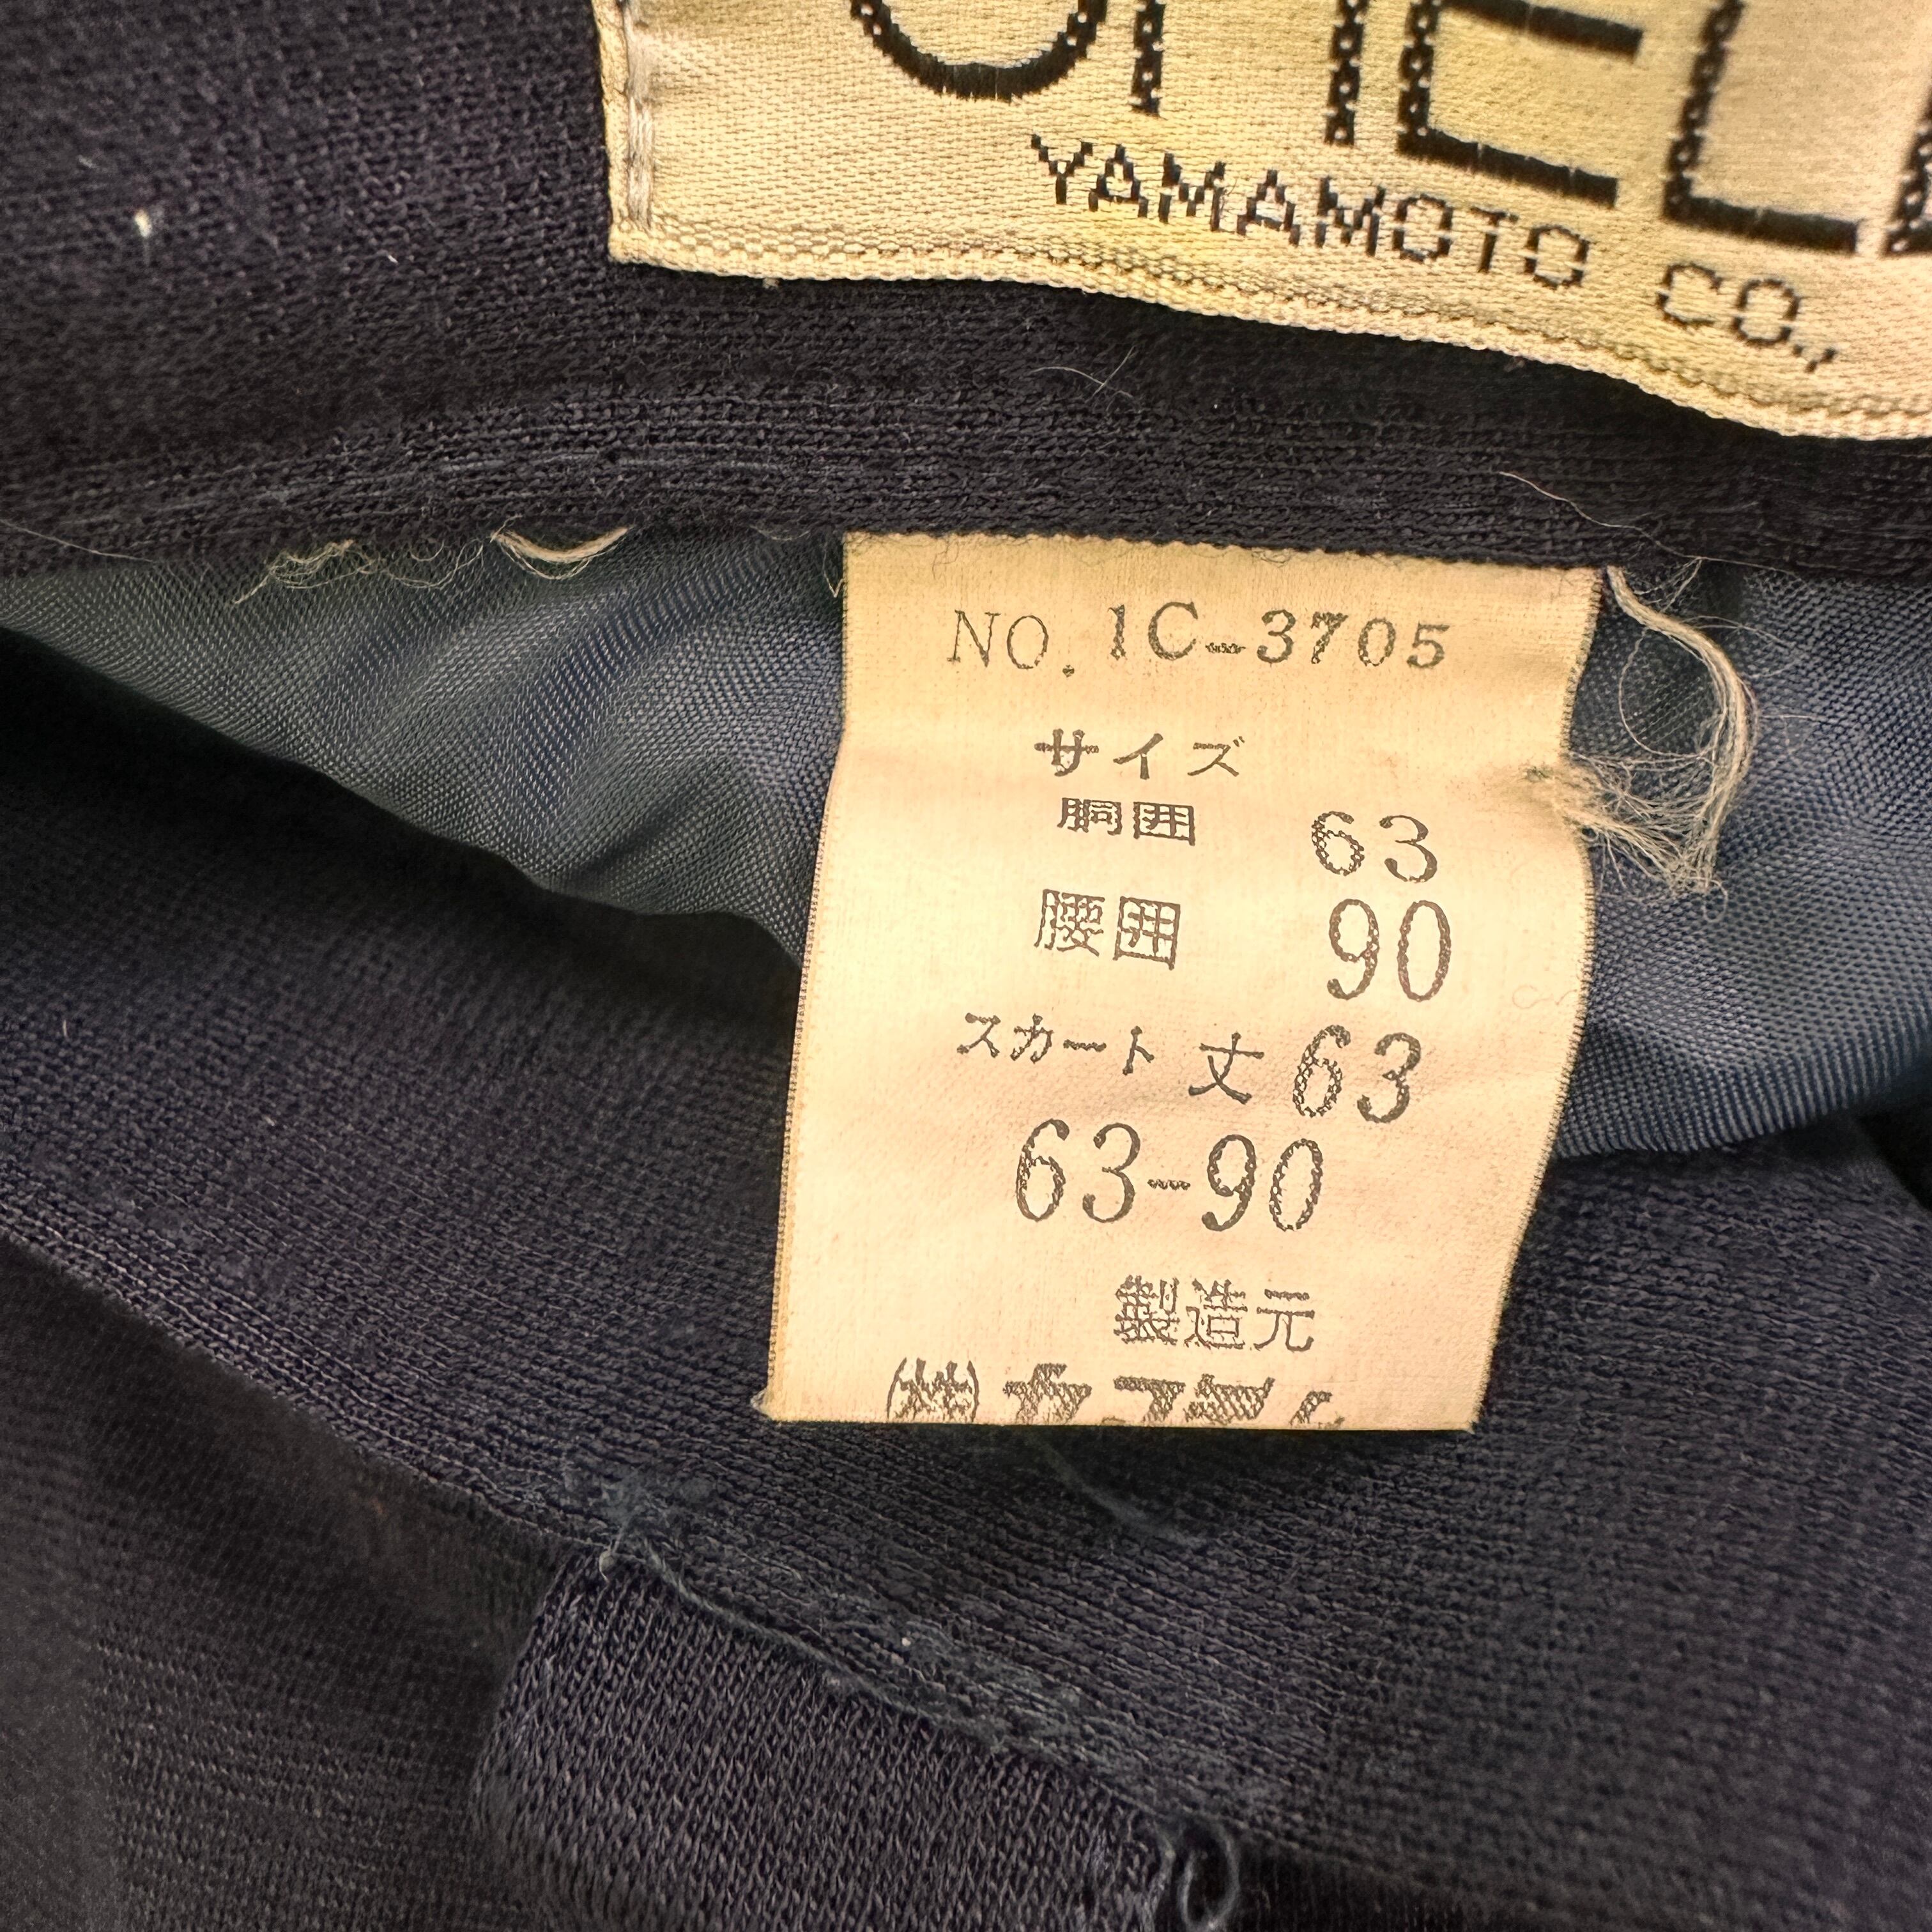 YAMAMOTO CO.,
NO. 1C-3705
サイズ
胴囲 63
腰囲 90
スカート丈 63
63-90
製造元
㈱